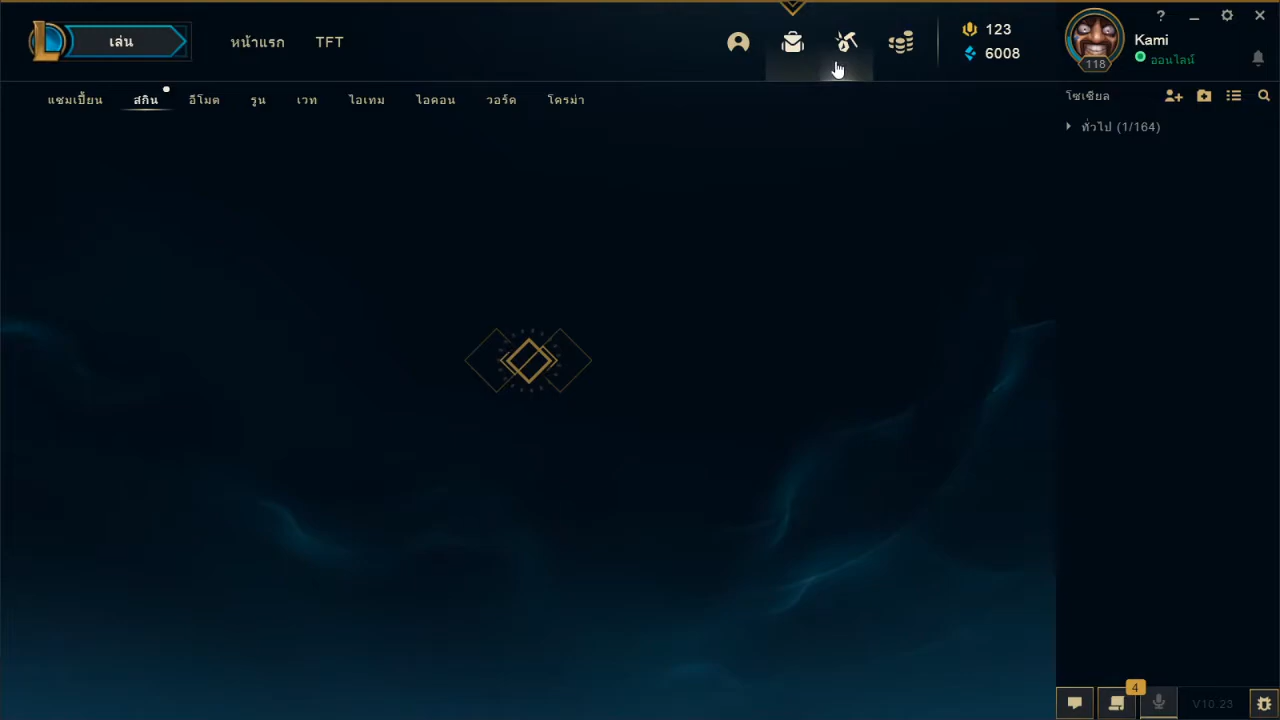 เล่น
หน้าแรก
TFT
123
6008
118
?
Kami
ออนไลน์
แชมเปี้ยน
สกิน
อีโมต
รูน
เวท
ไอเทม
ไอคอน
วอร์ด
โครม่า
โซเชียล
ทั่วไป (1/164)
4
V10.23